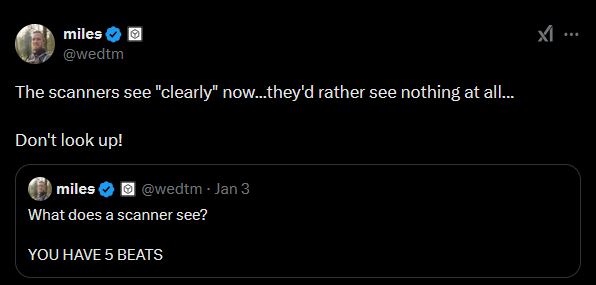 miles
@wedtm
The scanners see "clearly" now...they'd rather see nothing at all...
Don't look up!
miles @wedtm · Jan 3
What does a scanner see?
YOU HAVE 5 BEATS